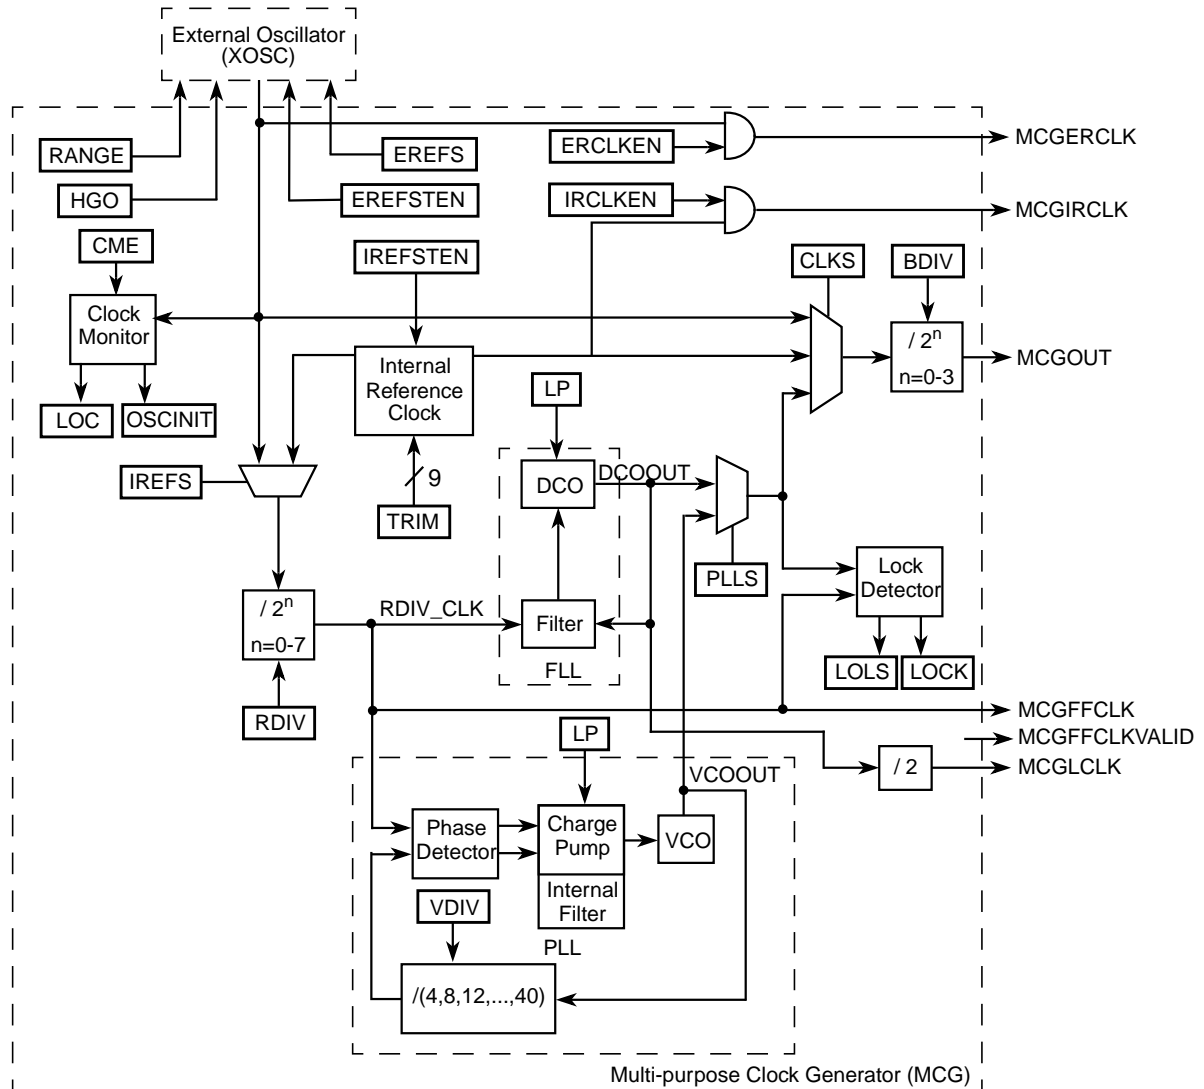 External Oscillator
(XOSC)
RANGE
EREFS
ERCLKEN
MCGERCLK
HGO
EREFSTEN
IRCLKEN
MCGIRCLK
CME
IREFSTEN
CLKS
BDIV
Clock
Monitor
Internal
Reference
Clock
/ 2n
n=0-3
MCGOUT
LP
LOC
OSCINIT
IREFS
9
TRIM
DCO
DCOOUT
PLLS
Lock
Detector
/ 2n
n=0-7
RDIV_CLK
Filter
FLL
LOLS
LOCK
RDIV
MCGFFCLK
MCGFFCLKVALID
MCGLCLK
/ 2
LP
VCOOUT
Phase
Detector
Charge
Pump
VCO
Internal
Filter
VDIV
PLL
/(4,8,12,...,40)
Multi-purpose Clock Generator (MCG)